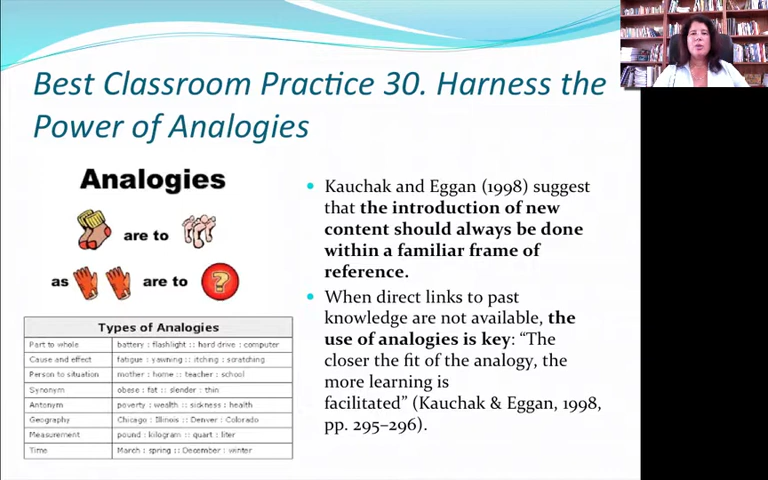 Best Classroom Practice 30. Harness the
Power of Analogies
Analogies
are to
as are to ?
Types of Analogies
Part to whole battery : flashlight :: hard drive : computer
Cause and effect fatigue : yawning :: itching : scratching
Person to situation mother : home :: teacher : school
Synonym obese : fat :: slender : thin
Antonym poverty : wealth :: sickness : health
Geography Chicago : Illinois :: Denver : Colorado
Measurement pound : kilogram :: quart : liter
Time March : spring :: December : winter
• Kauchak and Eggan (1998) suggest
that the introduction of new
content should always be done
within a familiar frame of
reference.
• When direct links to past
knowledge are not available, the
use of analogies is key: “The
closer the fit of the analogy, the
more learning is
facilitated” (Kauchak & Eggan, 1998,
pp. 295–296).